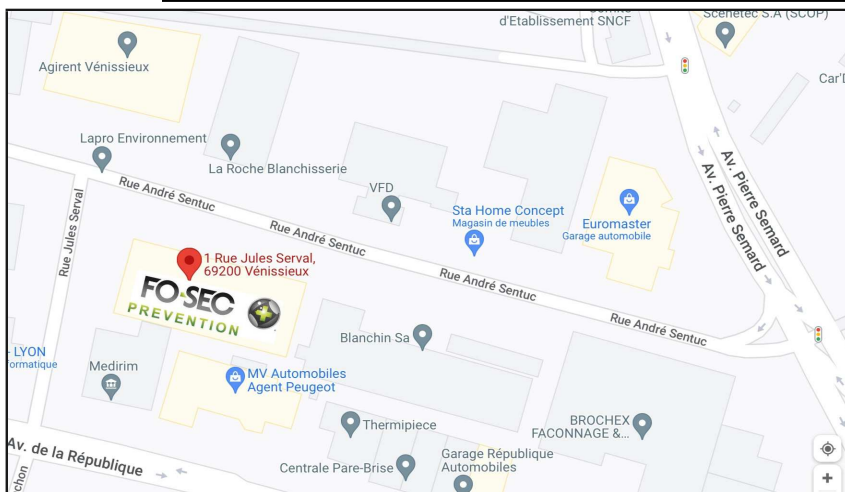 d'Etablissement SNCF
Scenetec S.A (SCOP)
Agirent Vénissieux
Car'D
Lapro Environnement
La Roche Blanchisserie
Rue André Sentuc
VFD
Av. Pierre Semard
Av. Pierre Semard
Rue Jules Serval
Sta Home Concept
Magasin de meubles
Euromaster
Garage automobile
Rue André Sentuc
1 Rue Jules Serval,
69200 Vénissieux
Rue André Sentuc
FO-SEC
PREVENTION
Rue André Sentuc
Blanchin Sa
- LYON
ormatique
Medirim
MV Automobiles
Agent Peugeot
Thermipiece
BROCHEX
FACONNAGE &...
Av. de la République
Centrale Pare-Brise
Garage République
Automobiles
chon